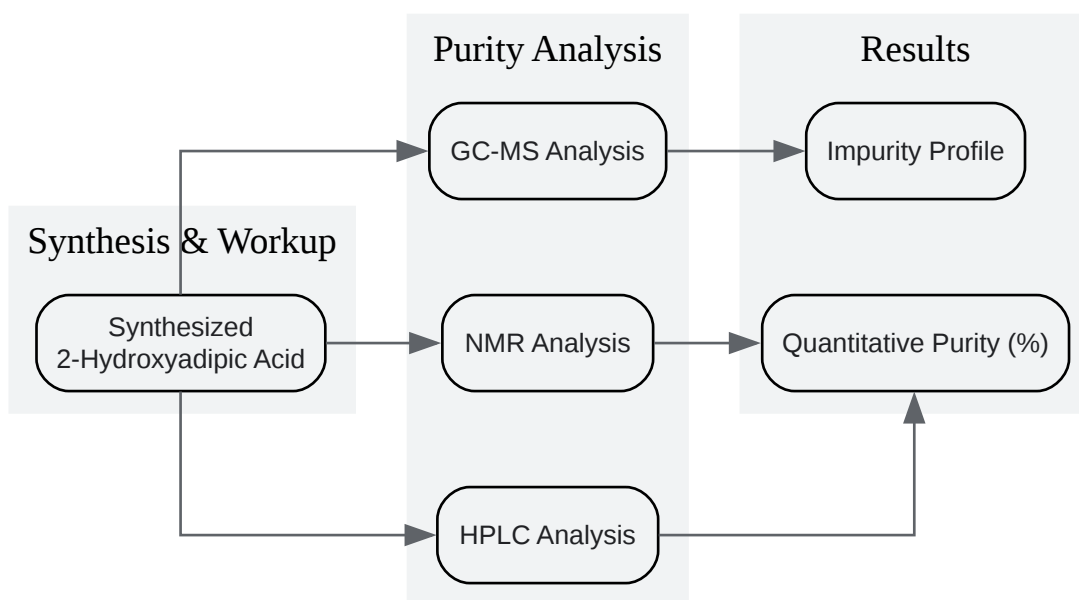 Purity Analysis
Results
GC-MS Analysis
Impurity Profile
Synthesis & Workup
Synthesized
2-Hydroxyadipic Acid
NMR Analysis
Quantitative Purity (%)
HPLC Analysis